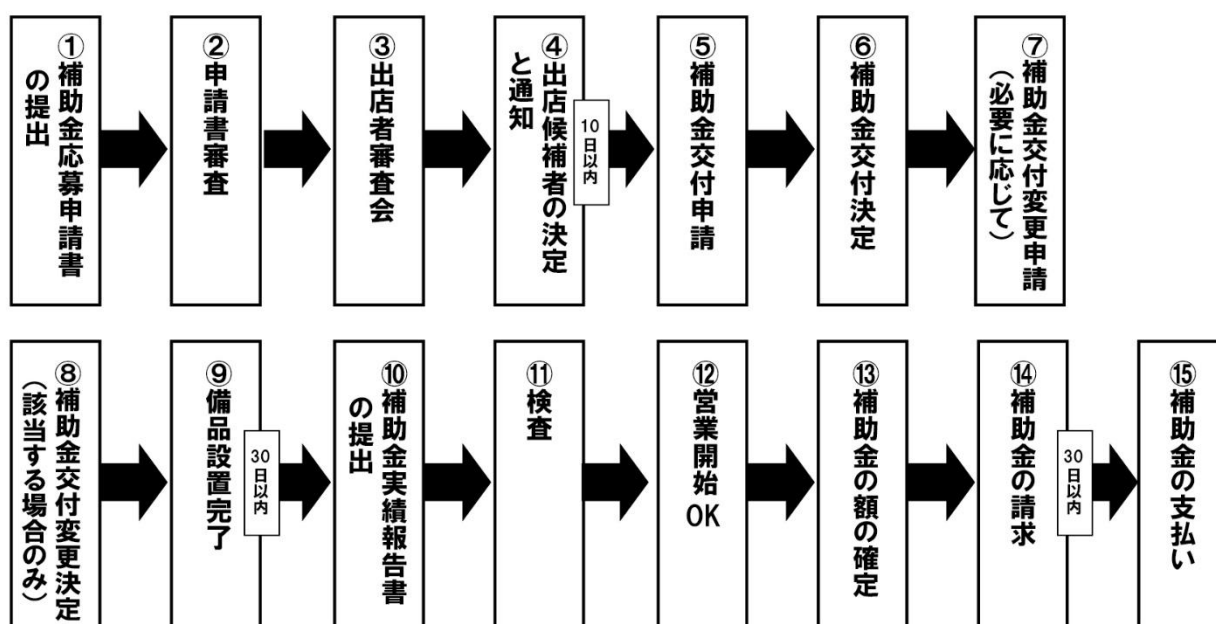 ①補助金応募申請書
の提出
②申請書審査
③出店者審査会
④出店候補者の決定
と通知
10日以内
⑤補助金交付申請
⑥補助金交付決定
⑦補助金交付変更申請
（必要に応じて）
⑧補助金交付変更決定
（該当する場合のみ）
⑨備品設置完了
30日以内
⑩補助金実績報告書
の提出
⑪検査
⑫営業開始
OK
⑬補助金の額の確定
⑭補助金の請求
30日以内
⑮補助金の支払い